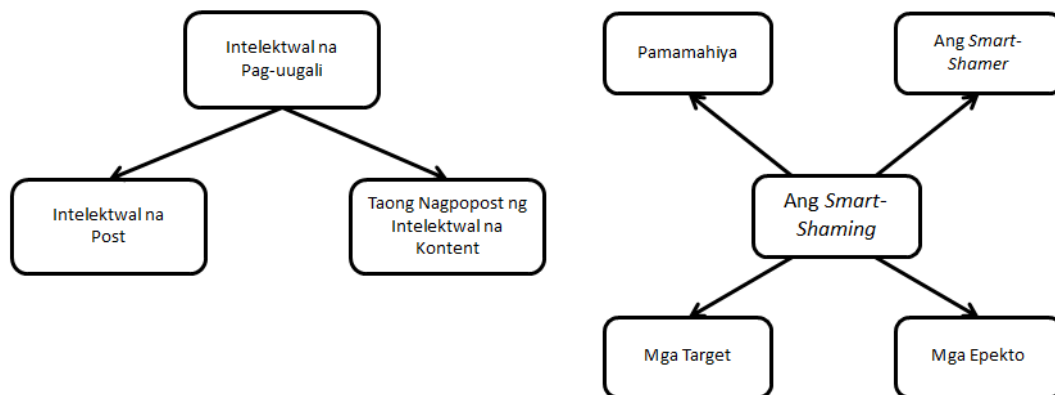 Intelektwal na
Pag-uugali
Intelektwal na
Post
Taong Nagpopost ng
Intelektwal na
Kontent
Pamamahiya
Ang Smart-
Shamer
Ang Smart-
Shaming
Mga Target
Mga Epekto